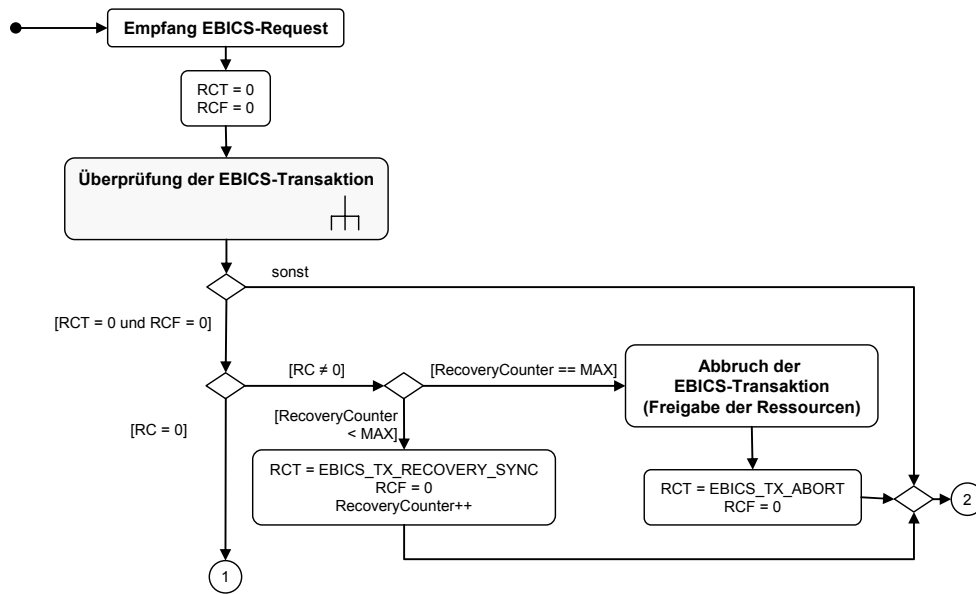 Empfang EBICS-Request
RCT = 0
RCF = 0
Überprüfung der EBICS-Transaktion
sonst
[RCT = 0 und RCF = 0]
[RC ≠ 0]
[RecoveryCounter == MAX]
Abbruch der
EBICS-Transaktion
(Freigabe der Ressourcen)
[RC = 0]
[RecoveryCounter
< MAX]
RCT = EBICS_TX_RECOVERY_SYNC
RCF = 0
RecoveryCounter++
RCT = EBICS_TX_ABORT
RCF = 0
2
1